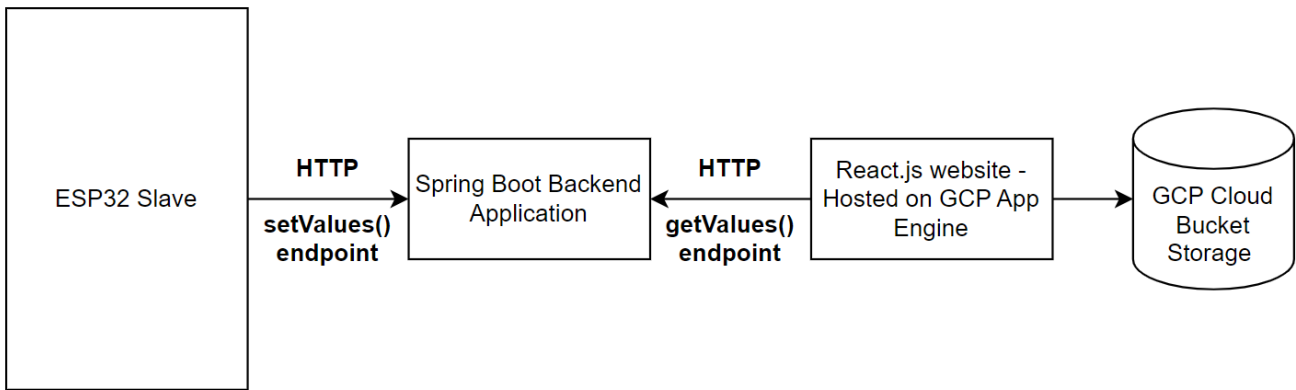 ESP32 Slave
HTTP
setValues()
endpoint
Spring Boot Backend
Application
HTTP
getValues()
endpoint
React.js website -
Hosted on GCP App
Engine
GCP Cloud
Bucket
Storage